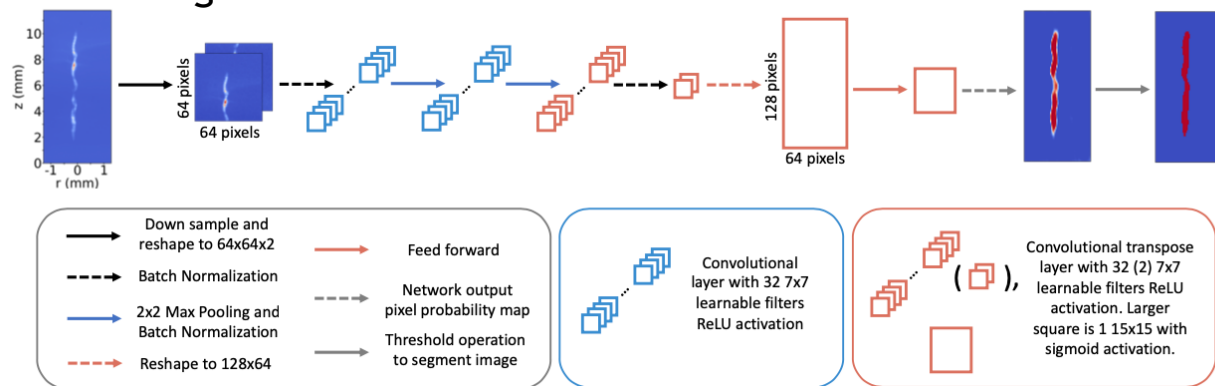 10
8
6
4
2
0
z (mm)
-1 0 1
r (mm)
64 pixels
64 pixels
128 pixels
64 pixels
Down sample and
reshape to 64x64x2
Batch Normalization
2x2 Max Pooling and
Batch Normalization
Reshape to 128x64
Feed forward
Network output
pixel probability map
Threshold operation
to segment image
Convolutional
layer with 32 7x7
learnable filters
ReLU activation
( ),
Convolutional transpose
layer with 32 (2) 7x7
learnable filters ReLU
activation. Larger
square is 1 15x15 with
sigmoid activation.